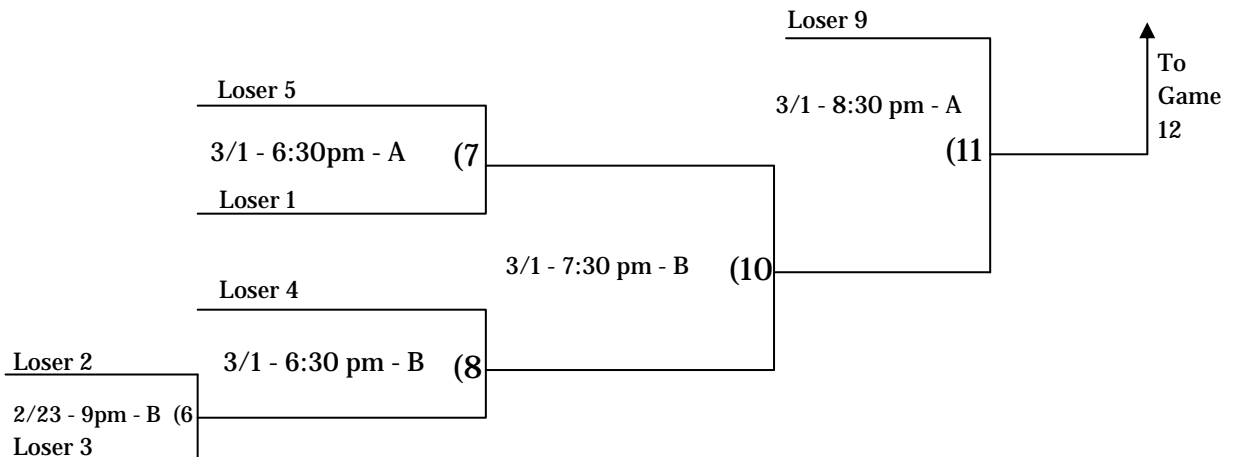 Loser 9
To
Game
12
Loser 5
3/1 - 8:30 pm - A
3/1 - 6:30pm - A (7
(11
Loser 1
3/1 - 7:30 pm - B (10
Loser 4
Loser 2
3/1 - 6:30 pm - B (8
2/23 - 9pm - B (6
Loser 3